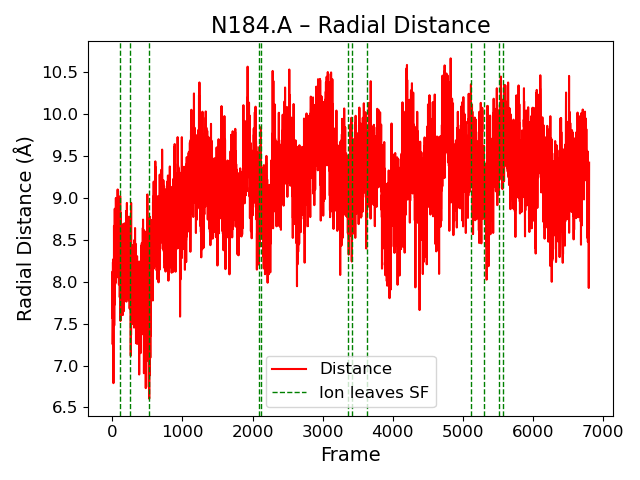 N184.A – Radial Distance
Radial Distance (Å)
10.5
10.0
9.5
9.0
8.5
8.0
7.5
7.0
6.5
Distance
Ion leaves SF
0 1000 2000 3000 4000 5000 6000 7000
Frame